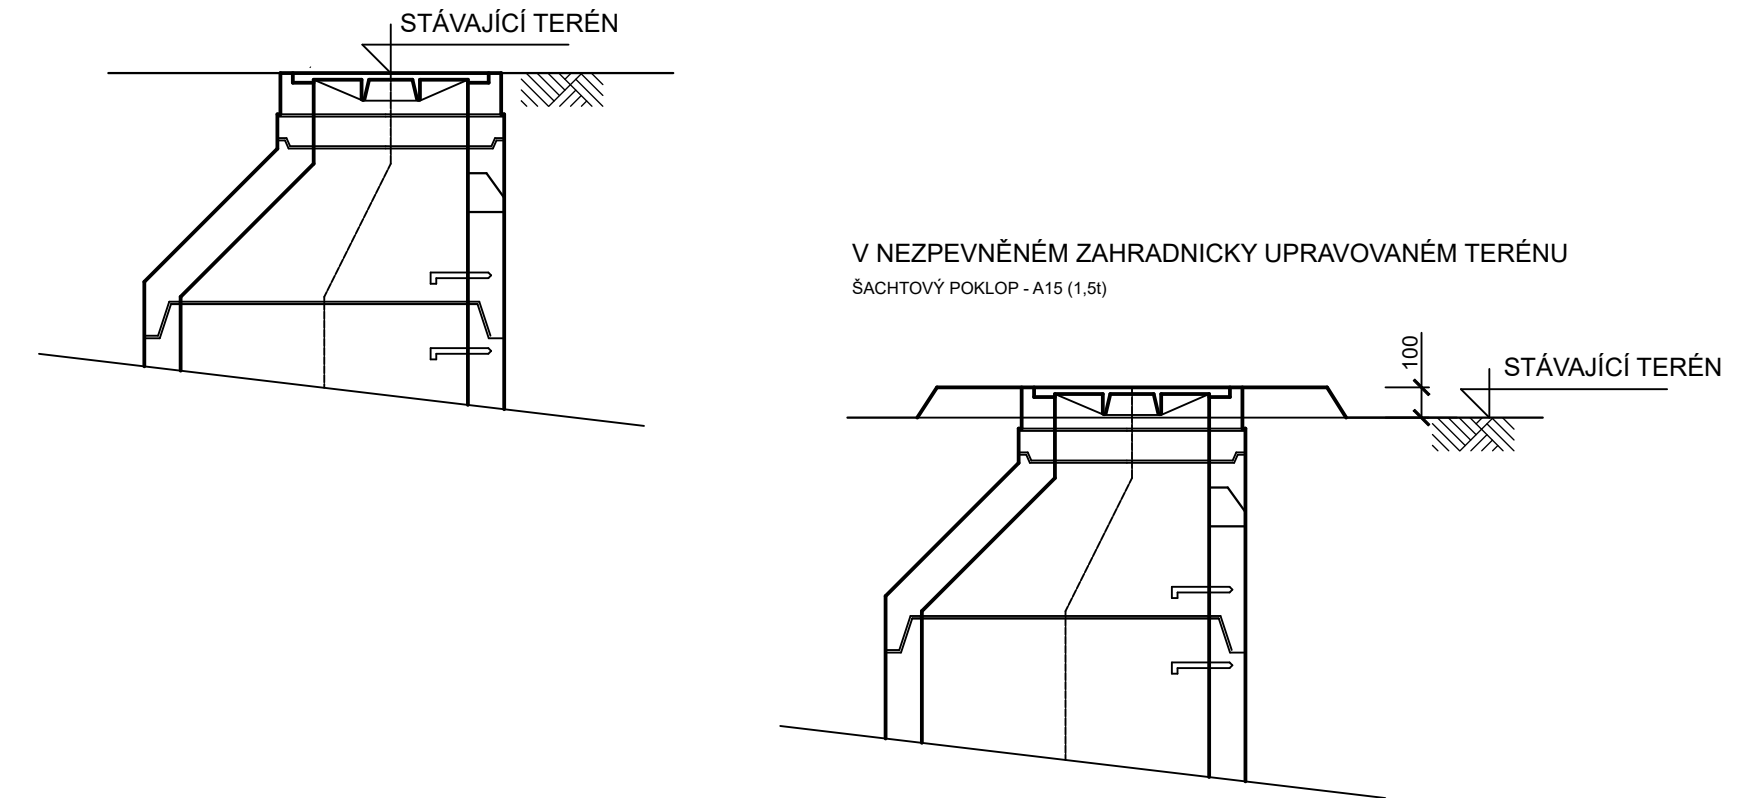 STÁVAJÍCÍ TERÉN
V NEZPEVNĚNÉM ZAHRADNICKY UPRAVOVANÉM TERÉNU
ŠACHTOVÝ POKLOP - A15 (1,5t)
100
STÁVAJÍCÍ TERÉN